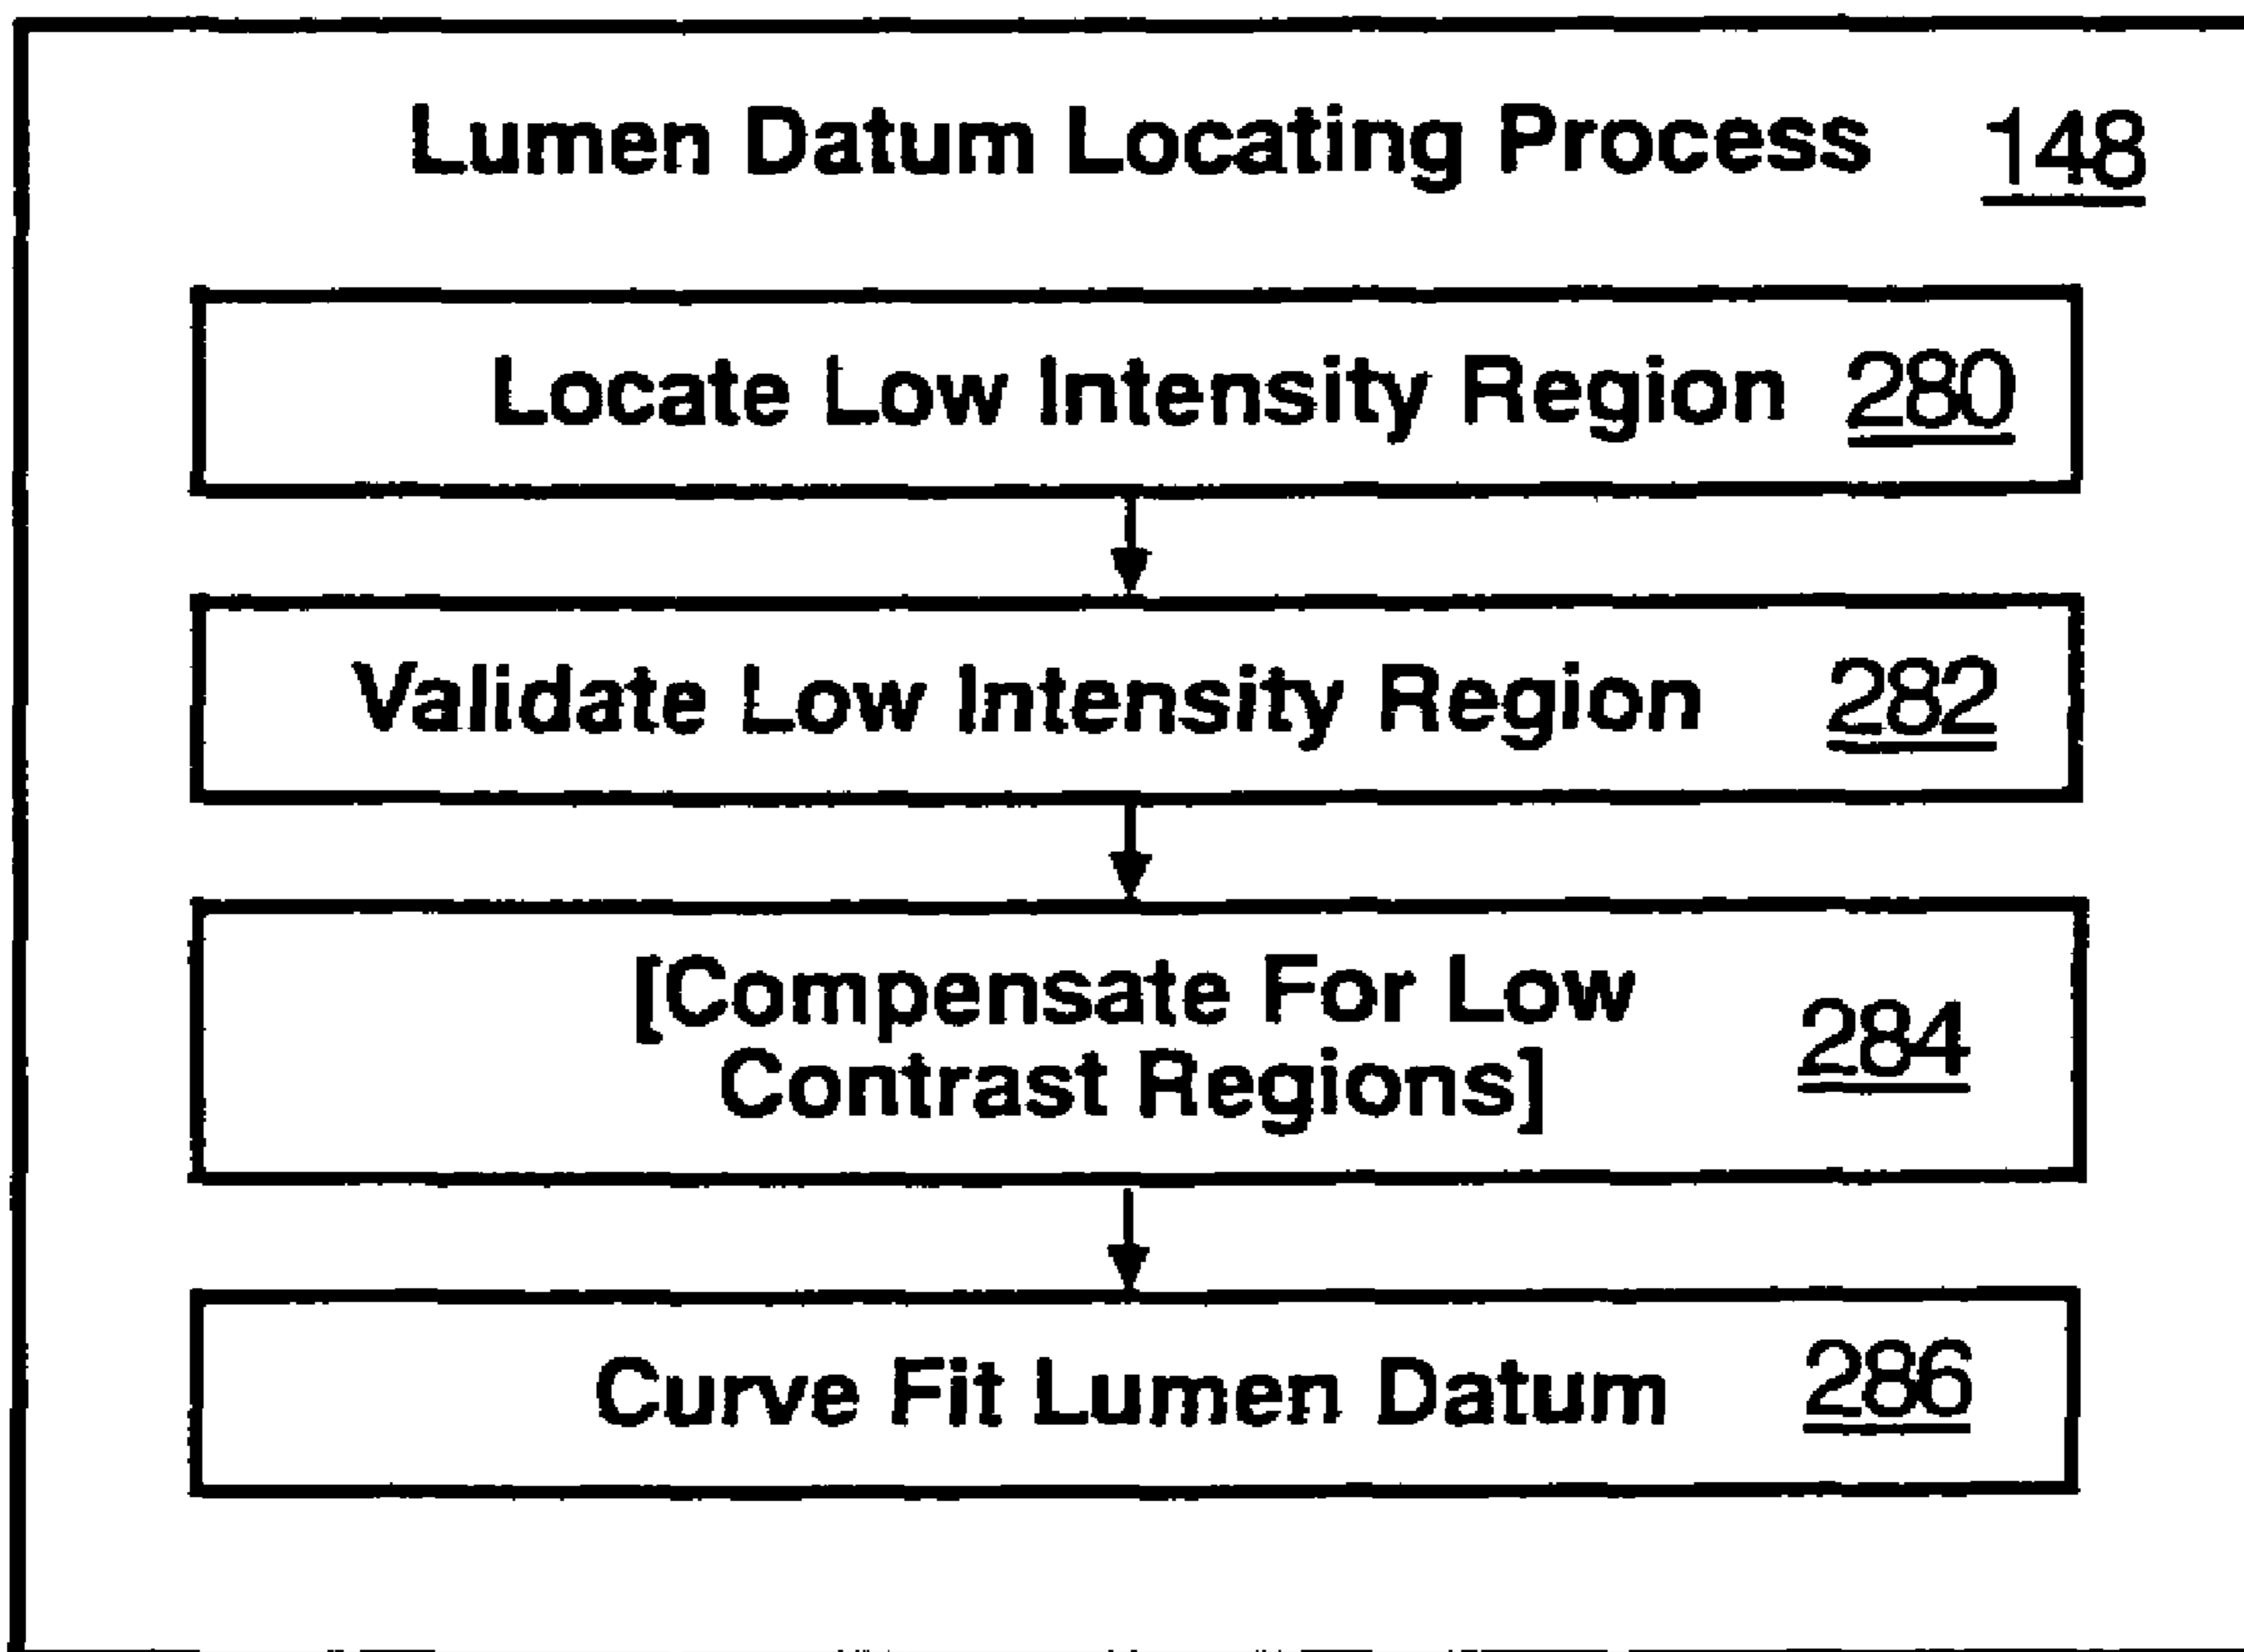 Lumen Datum Locating Process 148
Locate Low Intensity Region 280
Validate Low Intensity Region 282
[Compensate For Low
Contrast Regions] 284
Curve Fit Lumen Datum 286